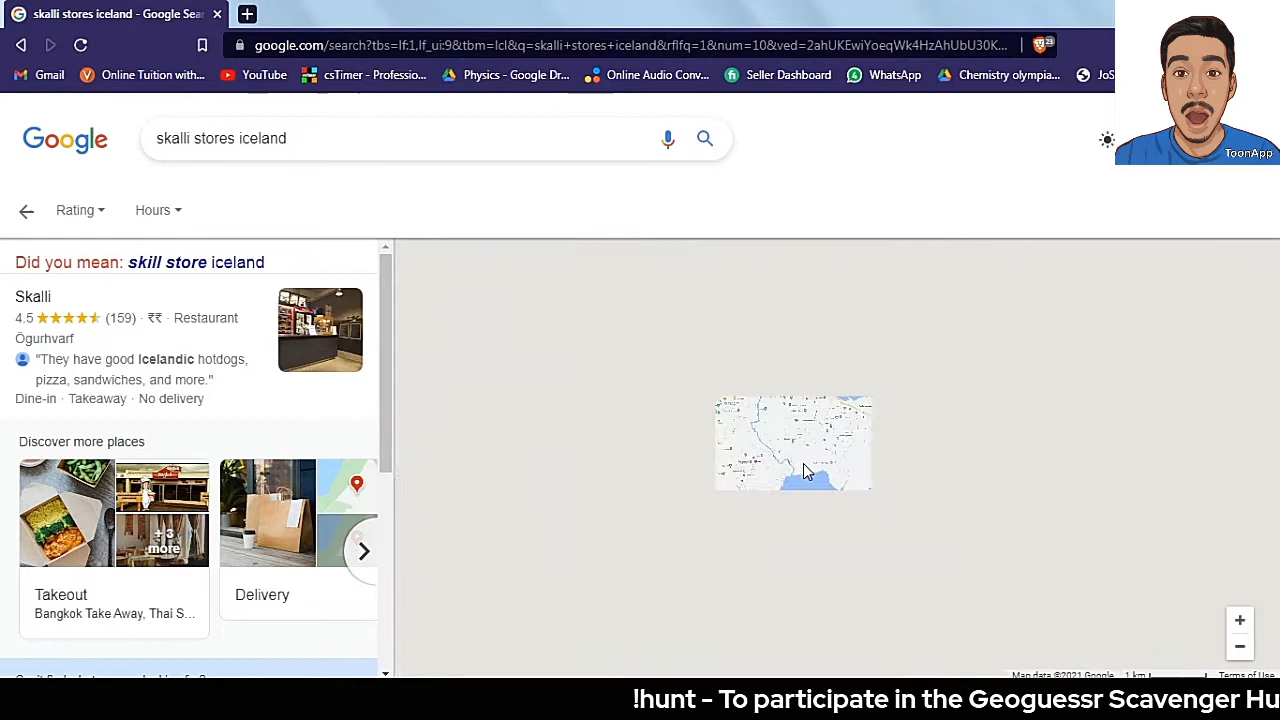 skalli stores iceland - Google Sear
google.com/search?tbs=lf:1,lf_ui:9&tbm=lcl&q=skalli+stores+iceland&rflfq=1&num=10&ved=2ahUKEwiYoeqWk4HzAhUbU30K...
23
Gmail
Online Tuition with...
YouTube
csTimer - Professio...
Physics - Google Dr...
Online Audio Conv...
Seller Dashboard
WhatsApp
Chemistry olympia...
JoS
ToonApp
Google
skalli stores iceland
Rating
Hours
Did you mean: skill store iceland
Skalli
4.5 (159) · ₹₹ · Restaurant
Ögurhvarf
"They have good Icelandic hotdogs,
pizza, sandwiches, and more."
Dine-in · Takeaway · No delivery
Discover more places
+ 3
more
Takeout
Bangkok Take Away, Thai S...
Delivery
Map data ©2021 Google
1 km
Terms of Use
!hunt - To participate in the Geoguessr Scavenger Hu